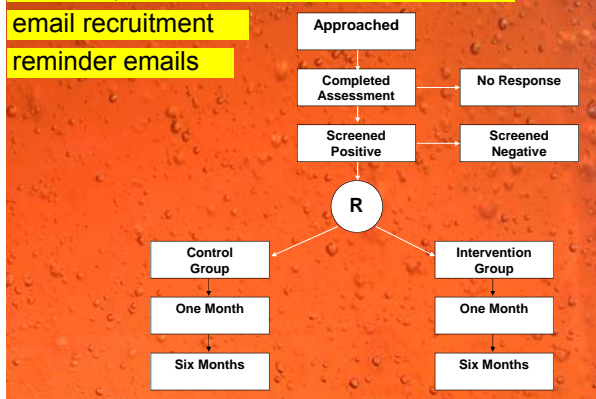 email recruitment
reminder emails
Approached
Completed
Assessment
No Response
Screened
Positive
Screened
Negative
R
Control
Group
Intervention
Group
One Month
One Month
Six Months
Six Months